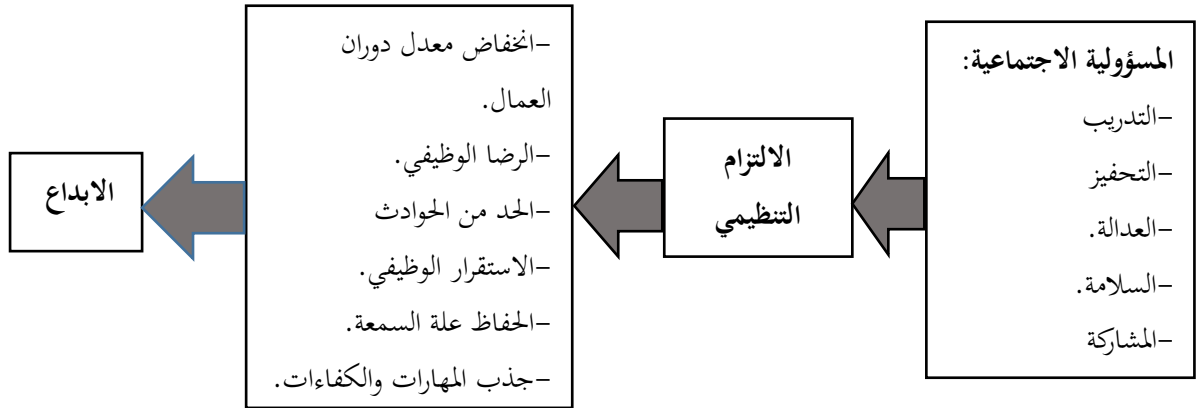 المسؤولية الاجتماعية:
-التدريب
-التحفيز
-العدالة.
-السلامة.
-المشاركة
الالتزام
التنظيمي
-انخفاض معدل دوران
العمال.
-الرضا الوظيفي.
-الحد من الحوادث
-الاستقرار الوظيفي.
-الحفاظ علة السمعة.
-جذب المهارات والكفاءات.
الابداع